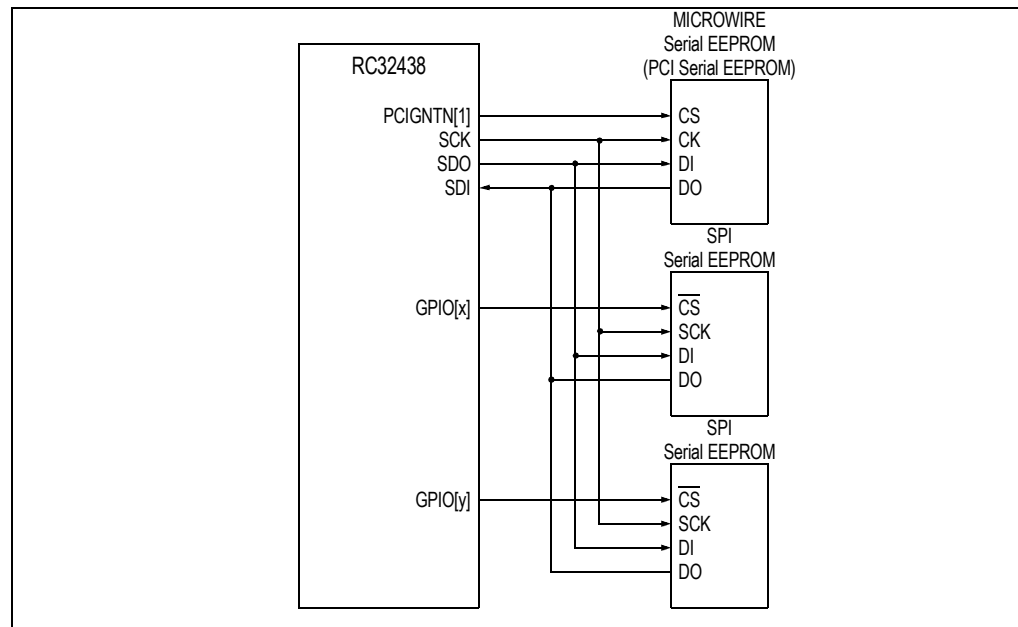 MICROWIRE
Serial EEPROM
(PCI Serial EEPROM)
RC32438
PCIGNTN[1]
SCK
SDO
SDI
CS
CK
DI
DO
SPI
Serial EEPROM
GPIO[x]
CS
SCK
DI
DO
SPI
Serial EEPROM
GPIO[y]
CS
SCK
DI
DO